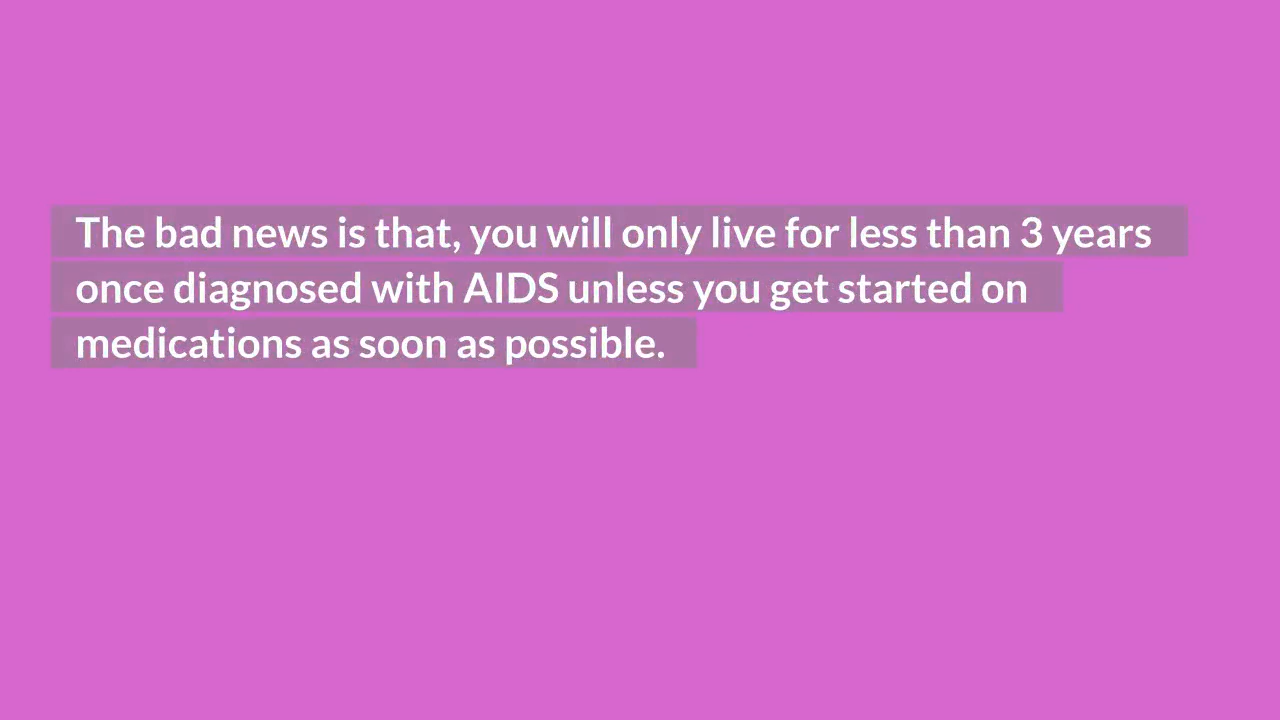 The bad news is that, you will only live for less than 3 years
once diagnosed with AIDS unless you get started on
medications as soon as possible.